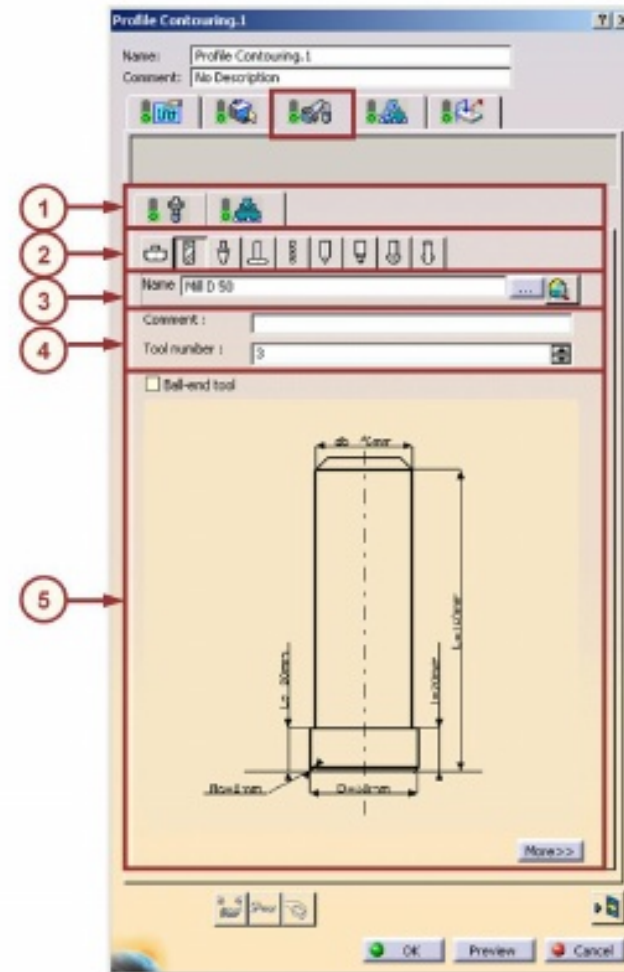 Profile Contouring.1
Name: Profile Contouring.1
Comment: No Description
1
2
3 Name Mill D 50 ...
4 Comment :
Tool number : 3
Ball-end tool
5
More>>
OK Preview Cancel